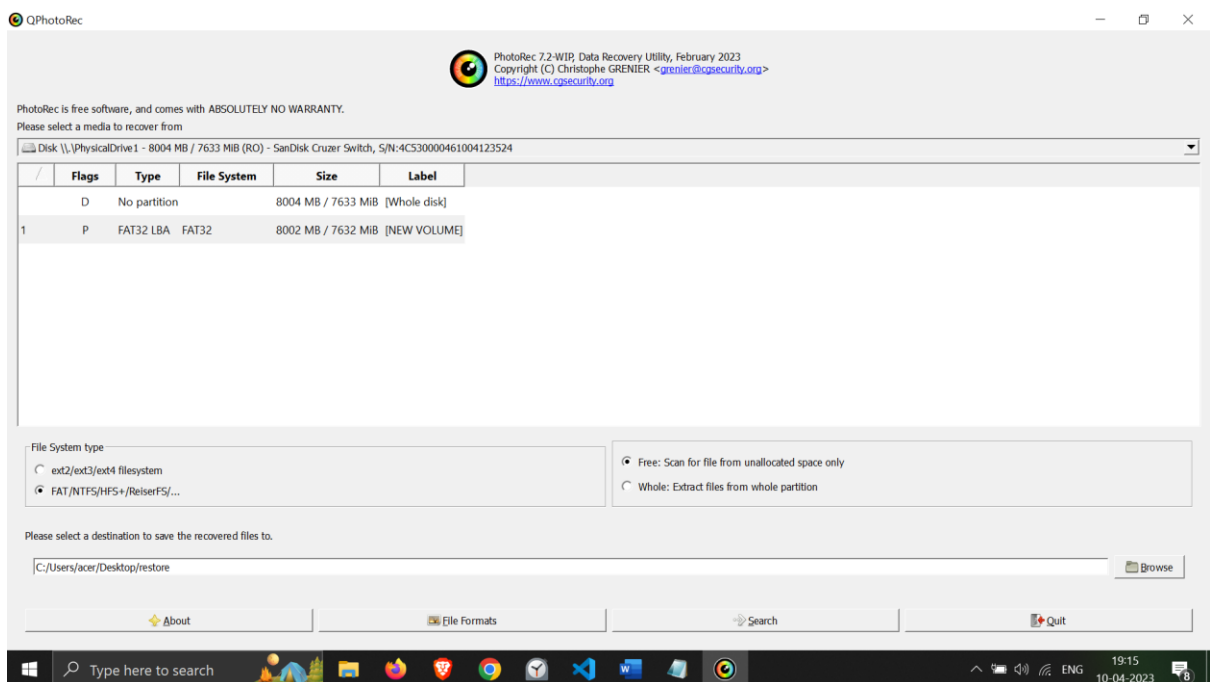 QPhotoRec
PhotoRec 7.2-WIP, Data Recovery Utility, February 2023
Copyright (C) Christophe GRENIER <grenier@cgsecurity.org>
https://www.cgsecurity.org
PhotoRec is free software, and comes with ABSOLUTELY NO WARRANTY.
Please select a media to recover from
Disk \\.\PhysicalDrive1 - 8004 MB / 7633 MiB (RO) - SanDisk Cruzer Switch, S/N:4C530000461004123524
Flags Type File System Size Label
D No partition 8004 MB / 7633 MiB [Whole disk]
1 P FAT32 LBA FAT32 8002 MB / 7632 MiB [NEW VOLUME]
File System type
ext2/ext3/ext4 filesystem
FAT/NTFS/HFS+/ReiserFS/...
Free: Scan for file from unallocated space only
Whole: Extract files from whole partition
Please select a destination to save the recovered files to.
C:/Users/acer/Desktop/restore
Browse
About File Formats Search Quit
Type here to search
ENG
19:15
10-04-2023
8